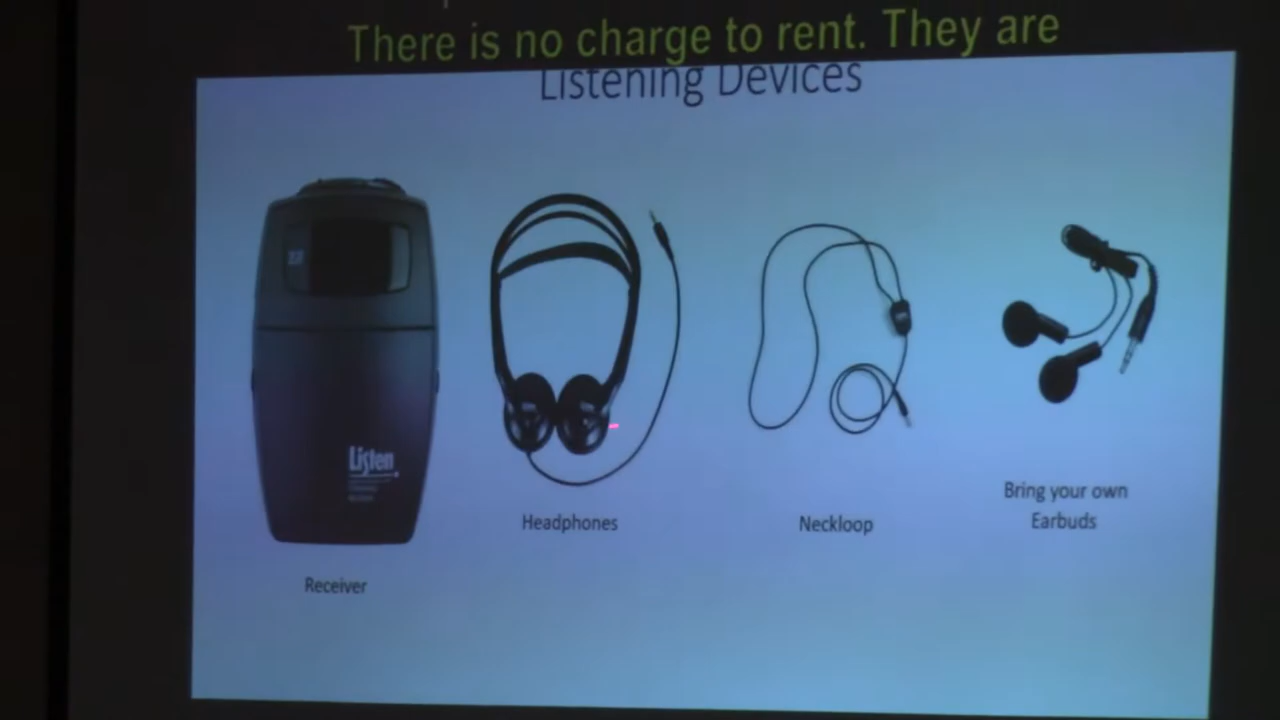 There is no charge to rent. They are
Listening Devices
Listen
Headphones
Neckloop
Bring your own
Earbuds
Receiver